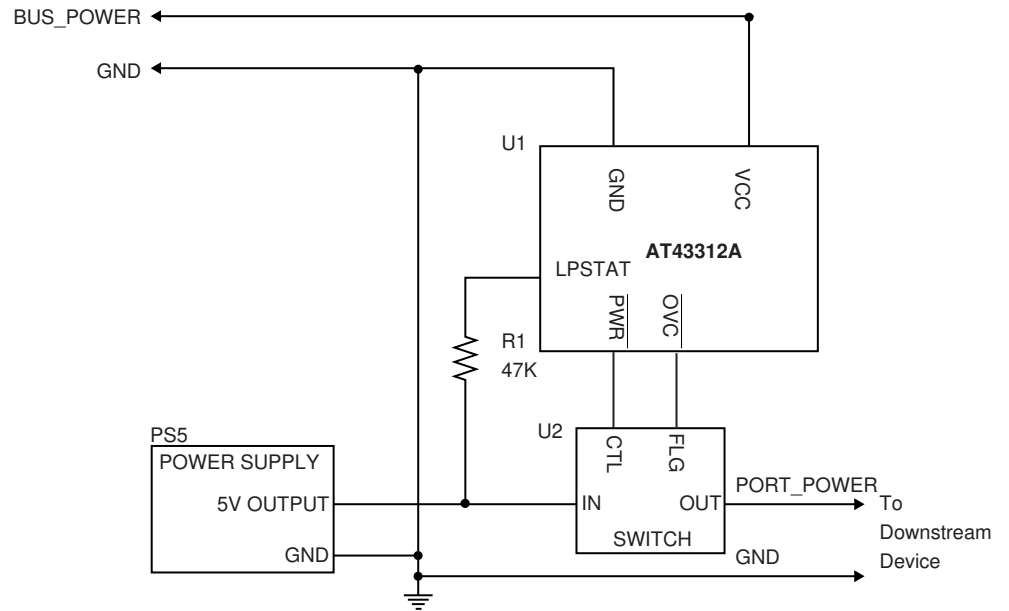 BUS_POWER
GND
U1
GND
VCC
AT43312A
LPSTAT
PWR
OVC
R1
47K
U2
CTL
FLG
PS5
POWER SUPPLY
5V OUTPUT
GND
IN
OUT
SWITCH
PORT_POWER
GND
To
Downstream
Device